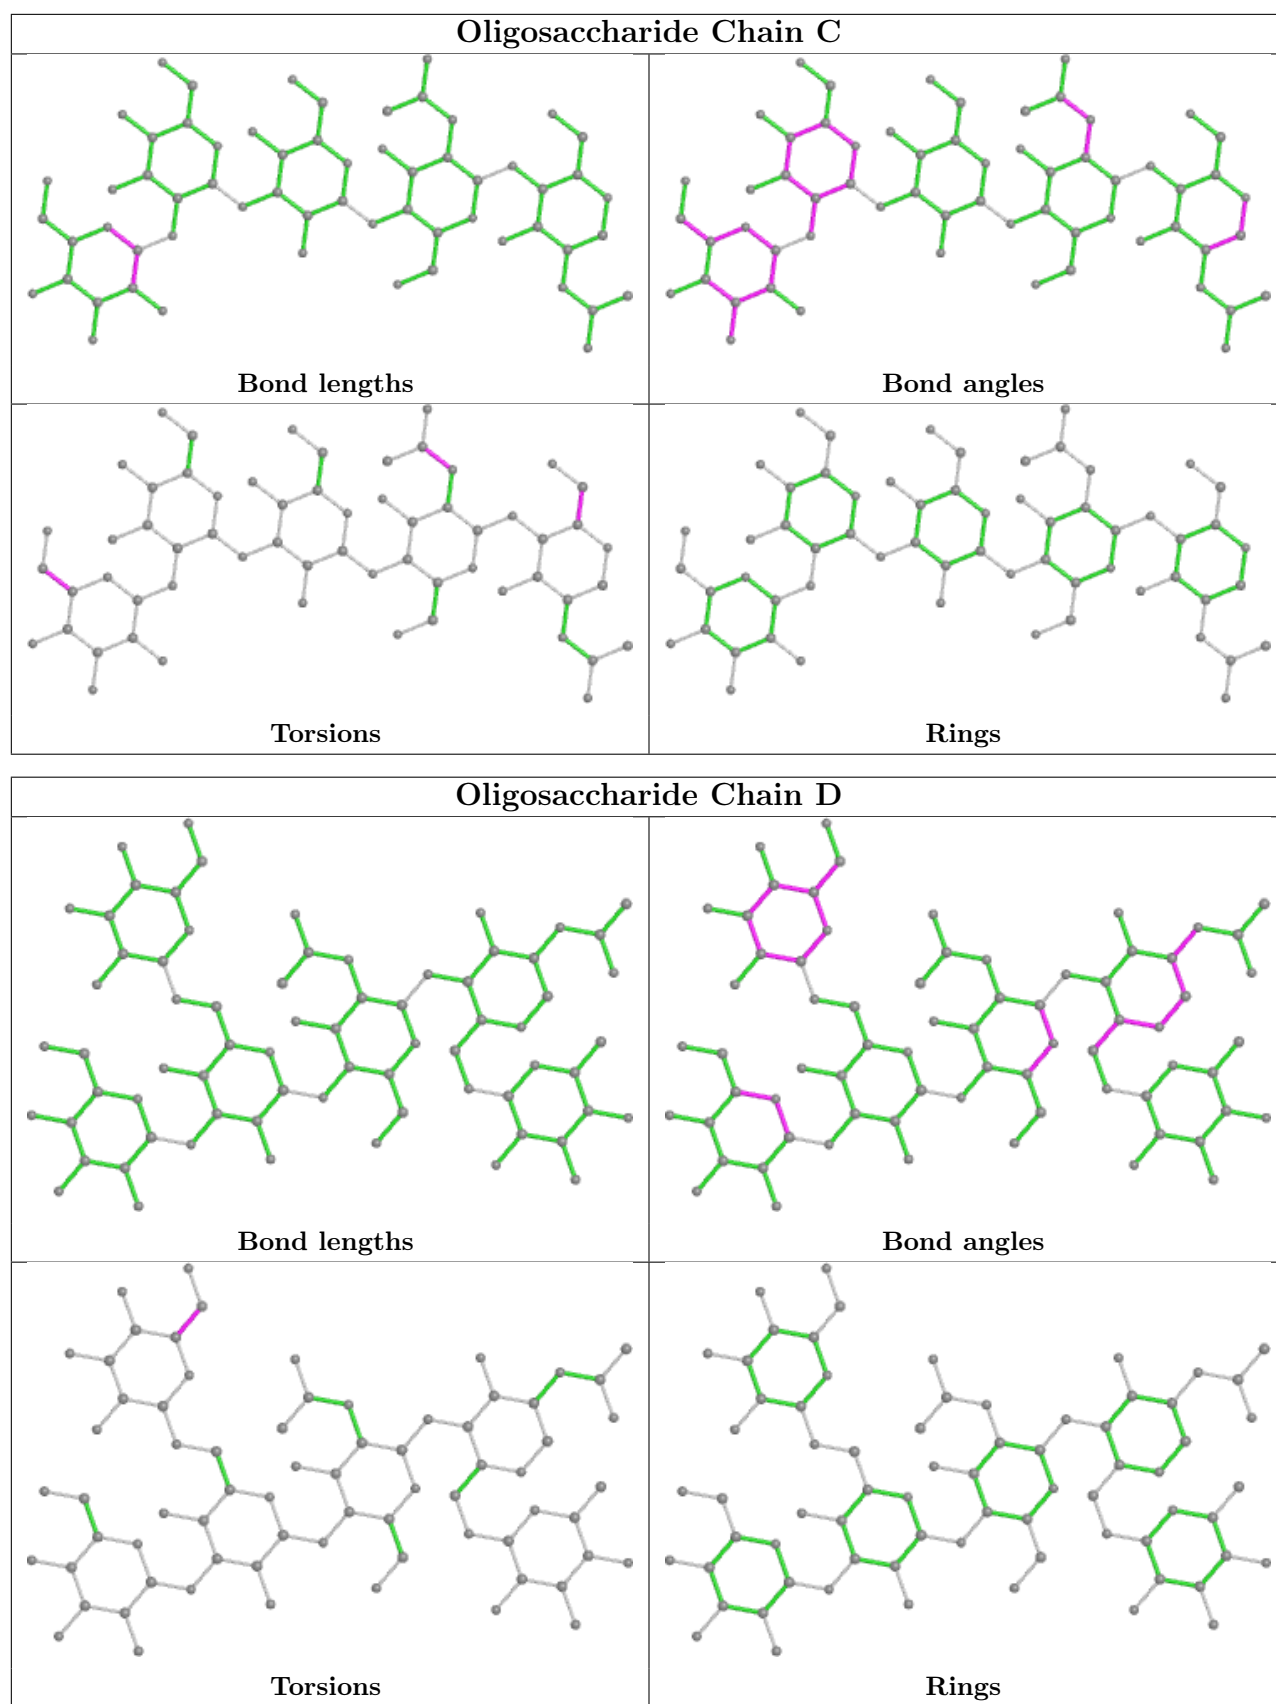 Oligosaccharide Chain C
Bond lengths
Bond angles
Torsions
Rings
Oligosaccharide Chain D
Bond lengths
Bond angles
Torsions
Rings